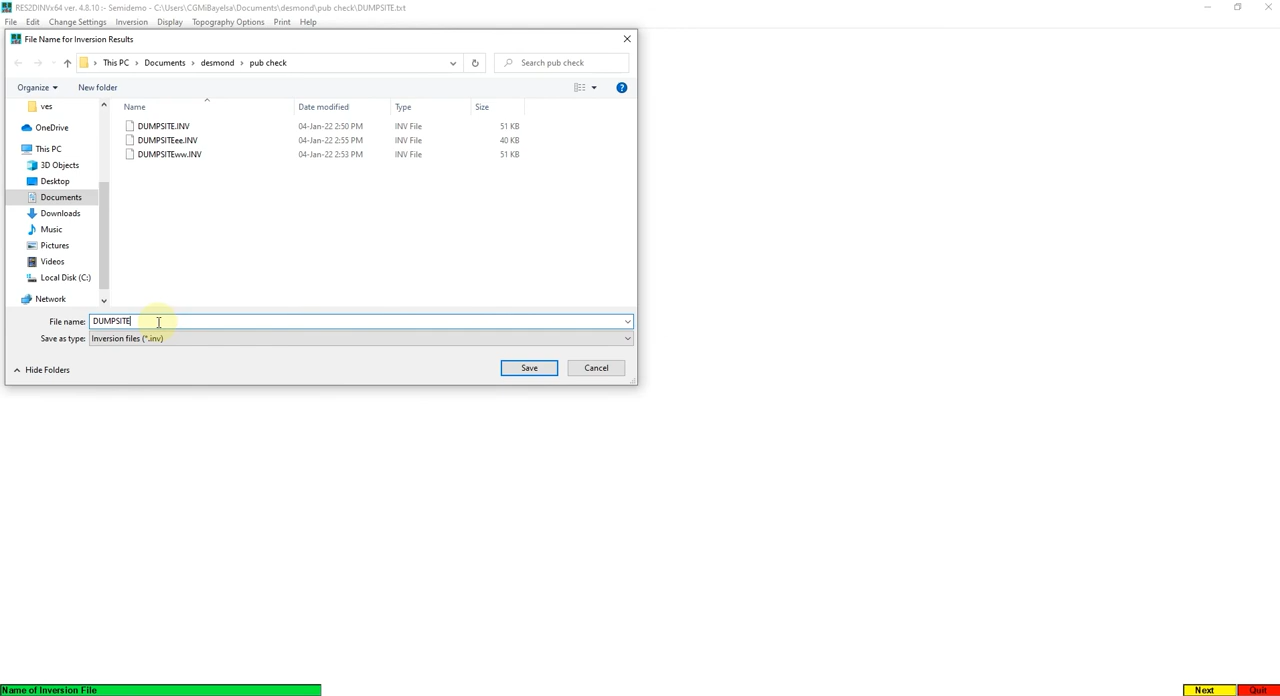 RES2DINVx64 ver. 4.8.10 :- Semidemo - C:\Users\CGMiBayelsa\Documents\desmond\pub check\DUMPSITE.txt
File Edit Change Settings Inversion Display Topography Options Print Help
File Name for Inversion Results
This PC > Documents > desmond > pub check
Search pub check
Organize New folder
Name Date modified Type Size
ves
OneDrive
This PC
3D Objects
Desktop
Documents
Downloads
Music
Pictures
Videos
Local Disk (C:)
Network
DUMPSITE.INV 04-Jan-22 2:50 PM INV File 51 KB
DUMPSITEee.INV 04-Jan-22 2:55 PM INV File 40 KB
DUMPSITEww.INV 04-Jan-22 2:53 PM INV File 51 KB
File name: DUMPSITE
Save as type: Inversion files (*.inv)
Hide Folders
Save Cancel
Name of Inversion File
Next Quit